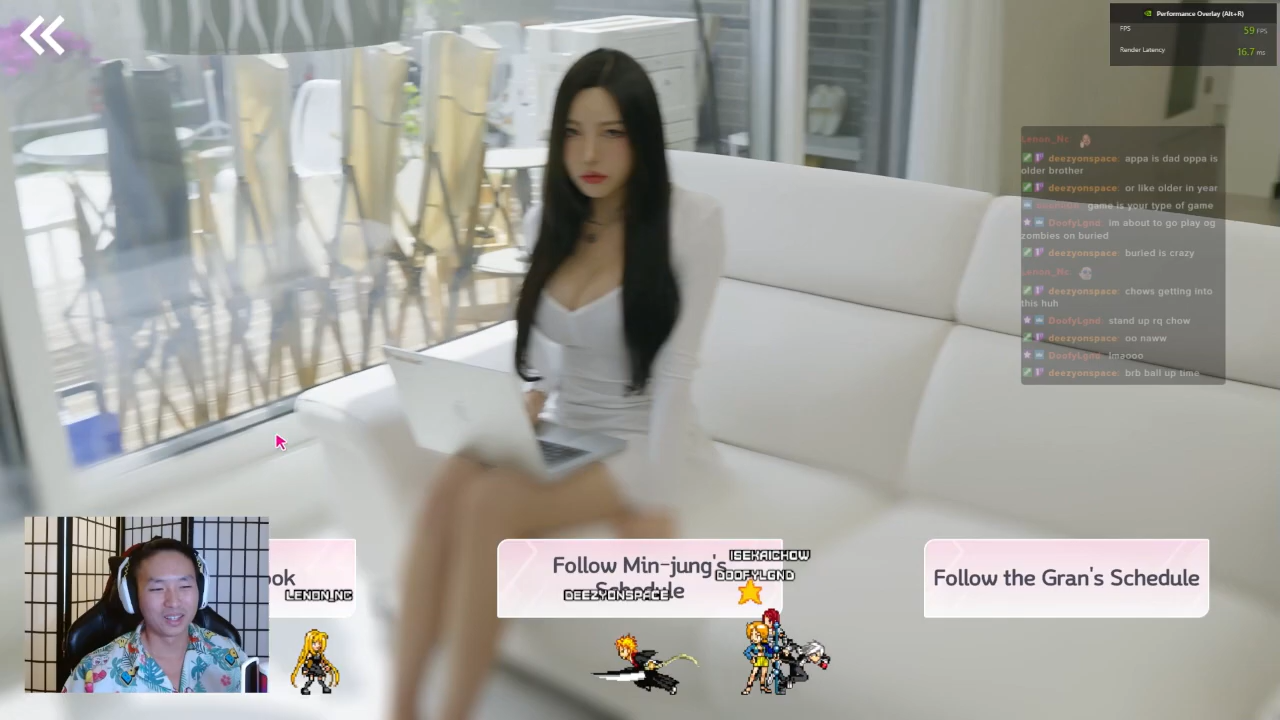 Performance Overlay (Alt+R)
FPS 59 FPS
Render Latency 16.7 ms
Lenon_Nc
deezyonspace: appa is dad oppa is
older brother
deezyonspace: or like older in year
game is your type of game
DoofyLgnd: im about to go play og
zombies on buried
deezyonspace: buried is crazy
Lenon_Nc
deezyonspace: chows getting into
this huh
DoofyLgnd: stand up rq chow
deezyonspace: oo naww
DoofyLgnd: lmaooo
deezyonspace: brb ball up time
ook
Follow Min-jung's
Schedule
Follow the Gran's Schedule
ISEKAICHOW
DOOFYLGND
LENON_NC
DEEZYONSPACE